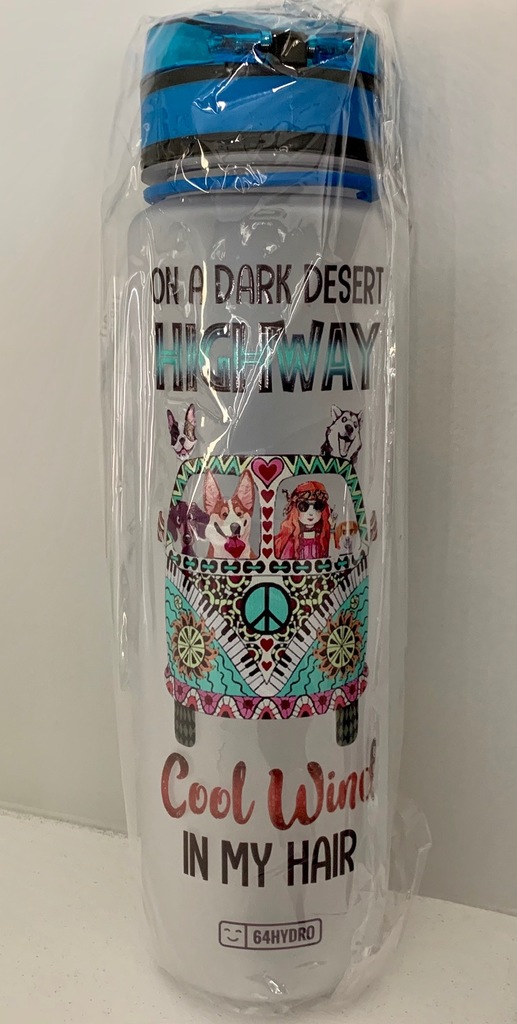 ON A DARK DESERT
HIGHWAY
Cool Wind
IN MY HAIR
64HYDRO